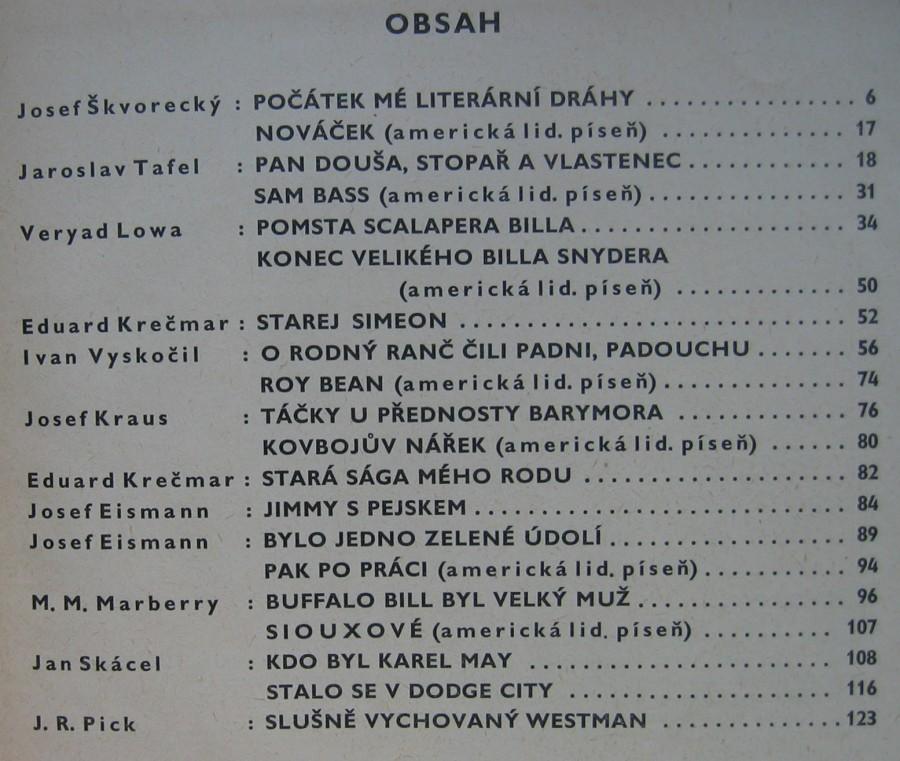 OBSAH
Josef Škvorecký : POČÁTEK MÉ LITERÁRNÍ DRÁHY ................ 6
NOVÁČEK (americká lid. píseň) .............. 17
Jaroslav Tafel : PAN DOUŠA, STOPAŘ A VLASTENEC ............ 18
SAM BASS (americká lid. píseň) ............... 31
Veryad Lowa : POMSTA SCALAPERA BILLA .................... 34
KONEC VELIKÉHO BILLA SNYDERA
(americká lid. píseň) ............. 50
Eduard Krečmar : STAREJ SIMEON ............................. 52
Ivan Vyskočil : O RODNÝ RANČ ČILI PADNI, PADOUCHU ....... 56
ROY BEAN (americká lid. píseň) .............. 74
Josef Kraus : TÁČKY U PŘEDNOSTY BARYMORA ............. 76
KOVBOJŮV NÁŘEK (americká lid. píseň) ...... 80
Eduard Krečmar : STARÁ SÁGA MÉHO RODU .................... 82
Josef Eismann : JIMMY S PEJSKEM ............................ 84
Josef Eismann : BYLO JEDNO ZELENÉ ÚDOLÍ .................. 89
PAK PO PRÁCI (americká lid. píseň) ........... 94
M. M. Marberry : BUFFALO BILL BYL VELKÝ MUŽ ................ 96
SIOUXOVÉ (americká lid. píseň) .......... 107
Jan Skácel : KDO BYL KAREL MAY ....................... 108
STALO SE V DODGE CITY .................... 116
J. R. Pick : SLUŠNĚ VYCHOVANÝ WESTMAN .............. 123